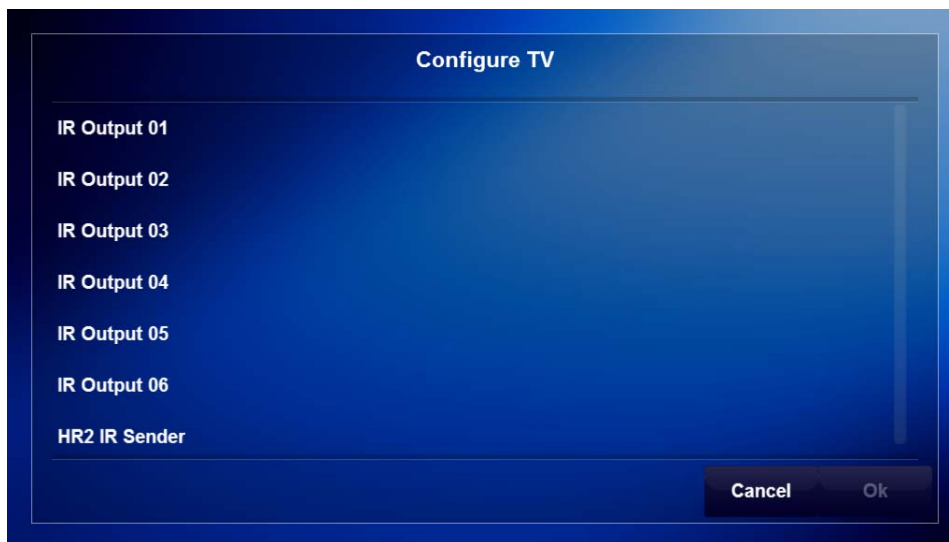 Configure TV
IR Output 01
IR Output 02
IR Output 03
IR Output 04
IR Output 05
IR Output 06
HR2 IR Sender
Cancel Ok